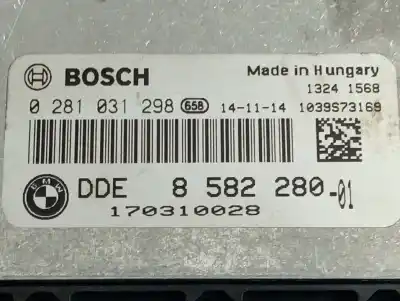 BOSCH
Made in Hungary
1324 1568
0 281 031 298 658 14-11-14 1039S73169
BMW DDE 8 582 280-01
170310028